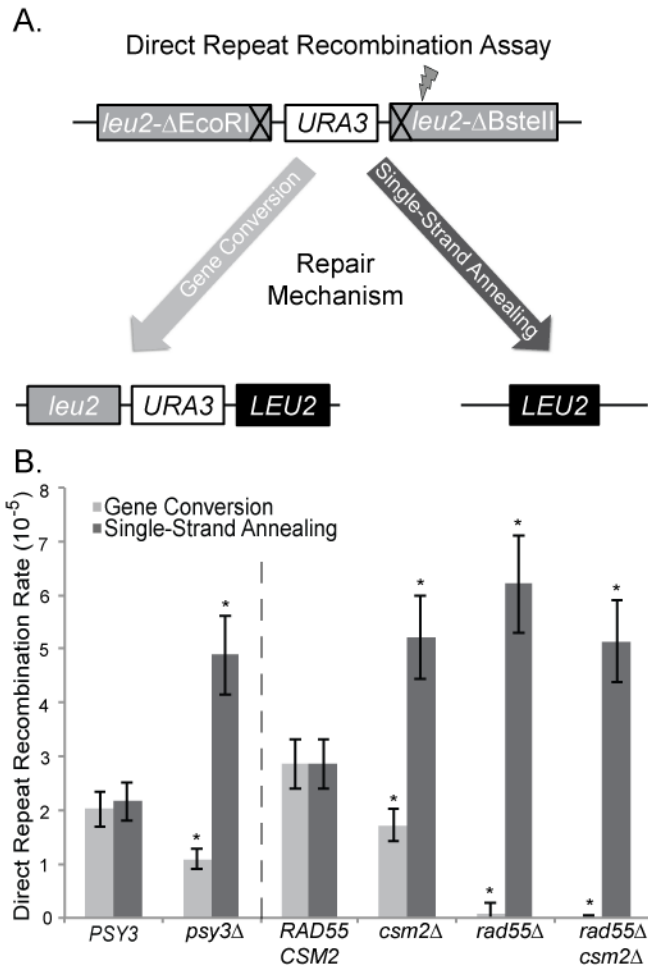 A.
Direct Repeat Recombination Assay
leu2-ΔEcoRI URA3 leu2-ΔBsteII
Gene Conversion
Single-Strand Annealing
Repair
Mechanism
leu2 URA3 LEU2 LEU2
B.
Direct Repeat Recombination Rate (10⁻⁵)
8
7
6
5
4
3
2
1
0
Gene Conversion
Single-Strand Annealing
* * * * * * * *
PSY3 psy3Δ RAD55 csm2Δ rad55Δ rad55Δ
CSM2 csm2Δ